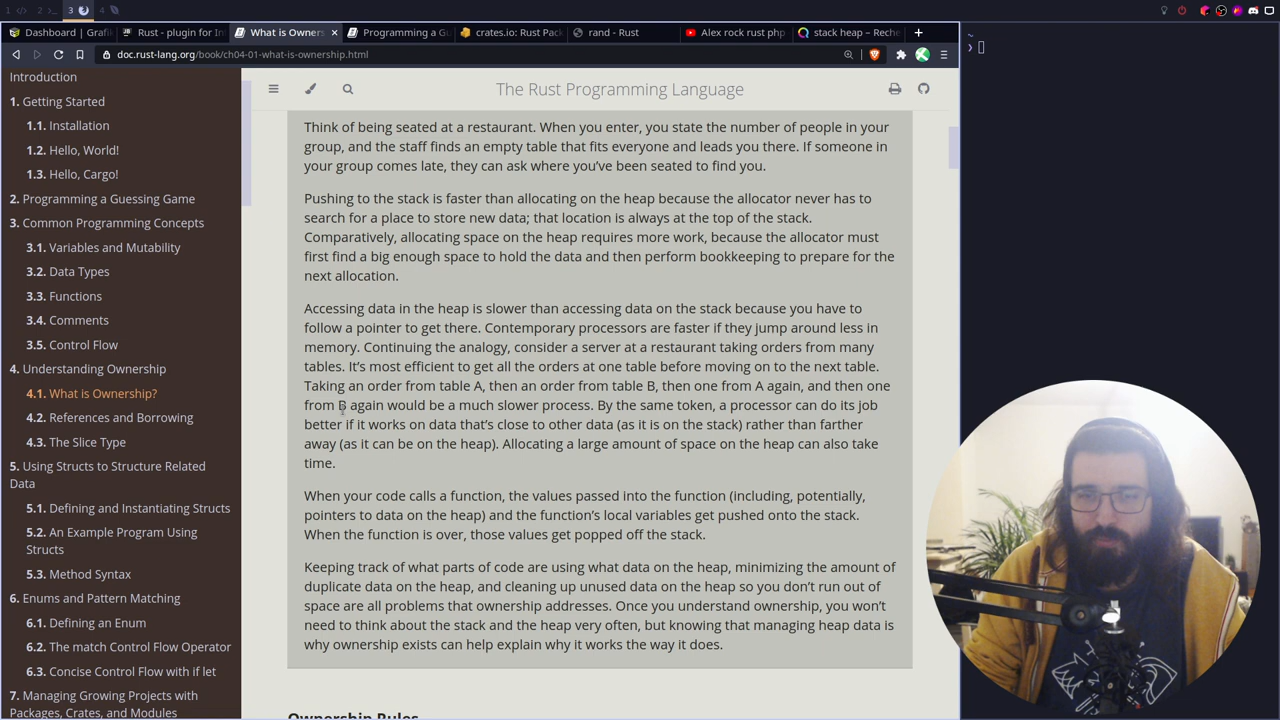 1
2
3
4
Dashboard | Grafi
Rust - plugin for In
What is Owners
Programming a Gu
crates.io: Rust Pack
rand - Rust
Alex rock rust php
stack heap – Reche
doc.rust-lang.org/book/ch04-01-what-is-ownership.html
Introduction
1. Getting Started
1.1. Installation
1.2. Hello, World!
1.3. Hello, Cargo!
2. Programming a Guessing Game
3. Common Programming Concepts
3.1. Variables and Mutability
3.2. Data Types
3.3. Functions
3.4. Comments
3.5. Control Flow
4. Understanding Ownership
4.1. What is Ownership?
4.2. References and Borrowing
4.3. The Slice Type
5. Using Structs to Structure Related
Data
5.1. Defining and Instantiating Structs
5.2. An Example Program Using
Structs
5.3. Method Syntax
6. Enums and Pattern Matching
6.1. Defining an Enum
6.2. The match Control Flow Operator
6.3. Concise Control Flow with if let
7. Managing Growing Projects with
Packages, Crates, and Modules
The Rust Programming Language
Think of being seated at a restaurant. When you enter, you state the number of people in your
group, and the staff finds an empty table that fits everyone and leads you there. If someone in
your group comes late, they can ask where you’ve been seated to find you.
Pushing to the stack is faster than allocating on the heap because the allocator never has to
search for a place to store new data; that location is always at the top of the stack.
Comparatively, allocating space on the heap requires more work, because the allocator must
first find a big enough space to hold the data and then perform bookkeeping to prepare for the
next allocation.
Accessing data in the heap is slower than accessing data on the stack because you have to
follow a pointer to get there. Contemporary processors are faster if they jump around less in
memory. Continuing the analogy, consider a server at a restaurant taking orders from many
tables. It’s most efficient to get all the orders at one table before moving on to the next table.
Taking an order from table A, then an order from table B, then one from A again, and then one
from B again would be a much slower process. By the same token, a processor can do its job
better if it works on data that’s close to other data (as it is on the stack) rather than farther
away (as it can be on the heap). Allocating a large amount of space on the heap can also take
time.
When your code calls a function, the values passed into the function (including, potentially,
pointers to data on the heap) and the function’s local variables get pushed onto the stack.
When the function is over, those values get popped off the stack.
Keeping track of what parts of code are using what data on the heap, minimizing the amount of
duplicate data on the heap, and cleaning up unused data on the heap so you don’t run out of
space are all problems that ownership addresses. Once you understand ownership, you won’t
need to think about the stack and the heap very often, but knowing that managing heap data is
why ownership exists can help explain why it works the way it does.
Ownership Rules
~
❯